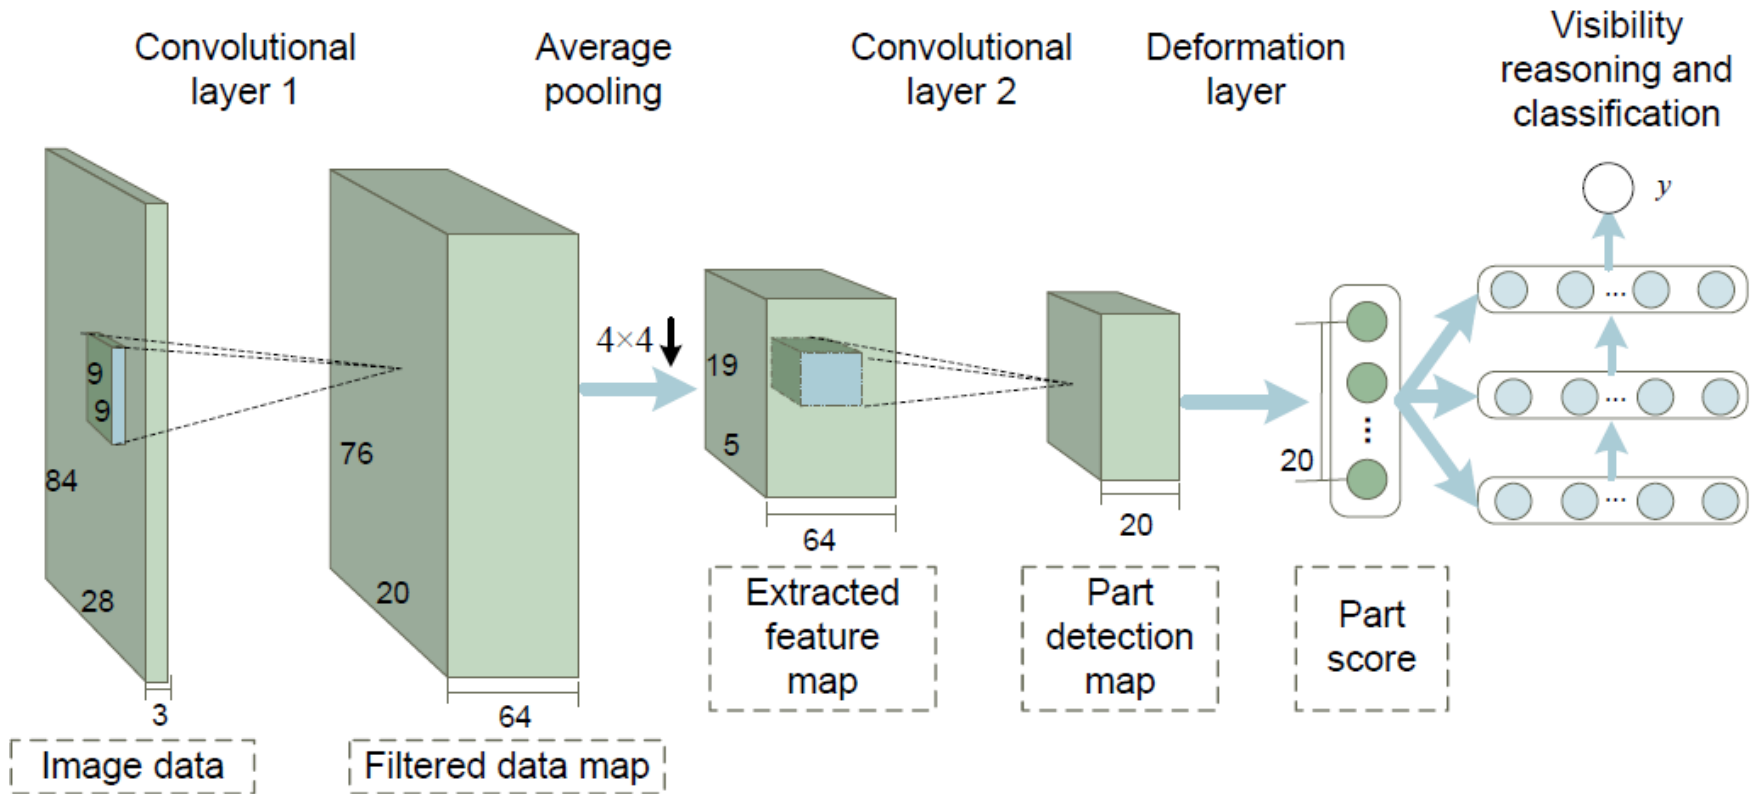 Convolutional
layer 1
Average
pooling
Convolutional
layer 2
Deformation
layer
Visibility
reasoning and
classification
y
9
9
84
28
3
Image data
76
20
64
Filtered data map
4×4
19
5
64
Extracted
feature
map
20
Part
detection
map
20
Part
score
...
...
...
...